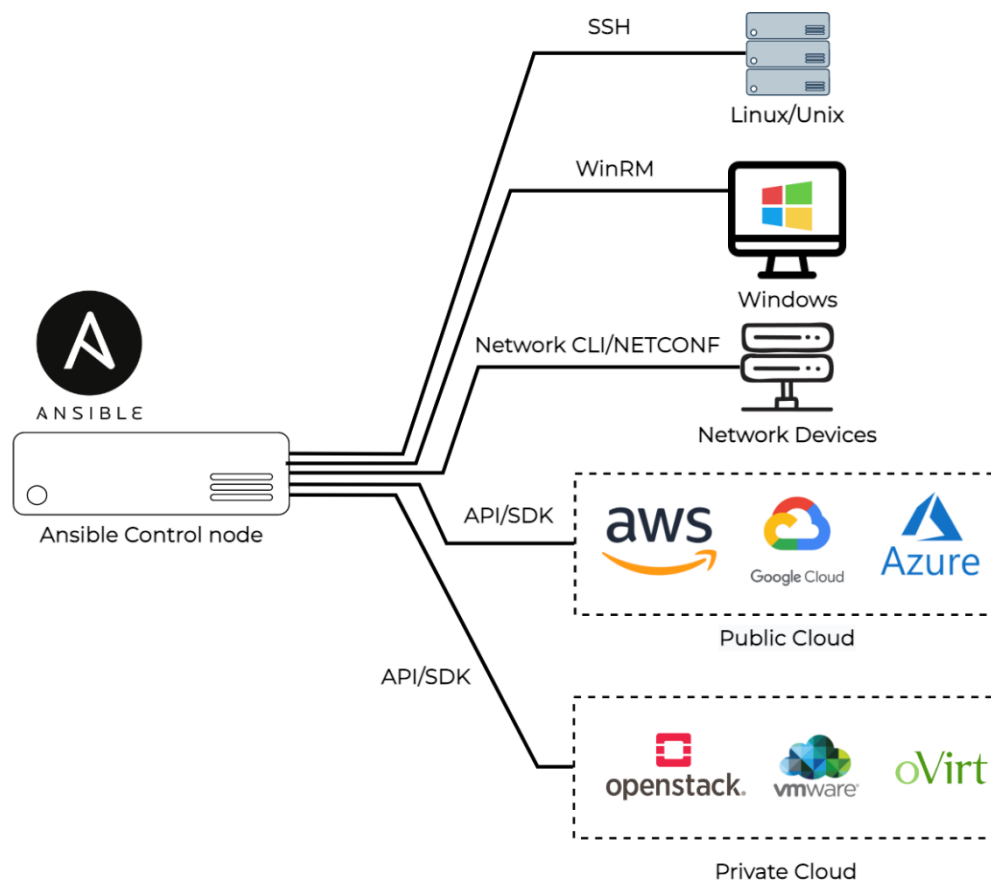 SSH
Linux/Unix
WinRM
Windows
ANSIBLE
Network CLI/NETCONF
Network Devices
Ansible Control node
API/SDK
aws
Google Cloud
Azure
Public Cloud
API/SDK
openstack.
vmware®
oVirt
Private Cloud